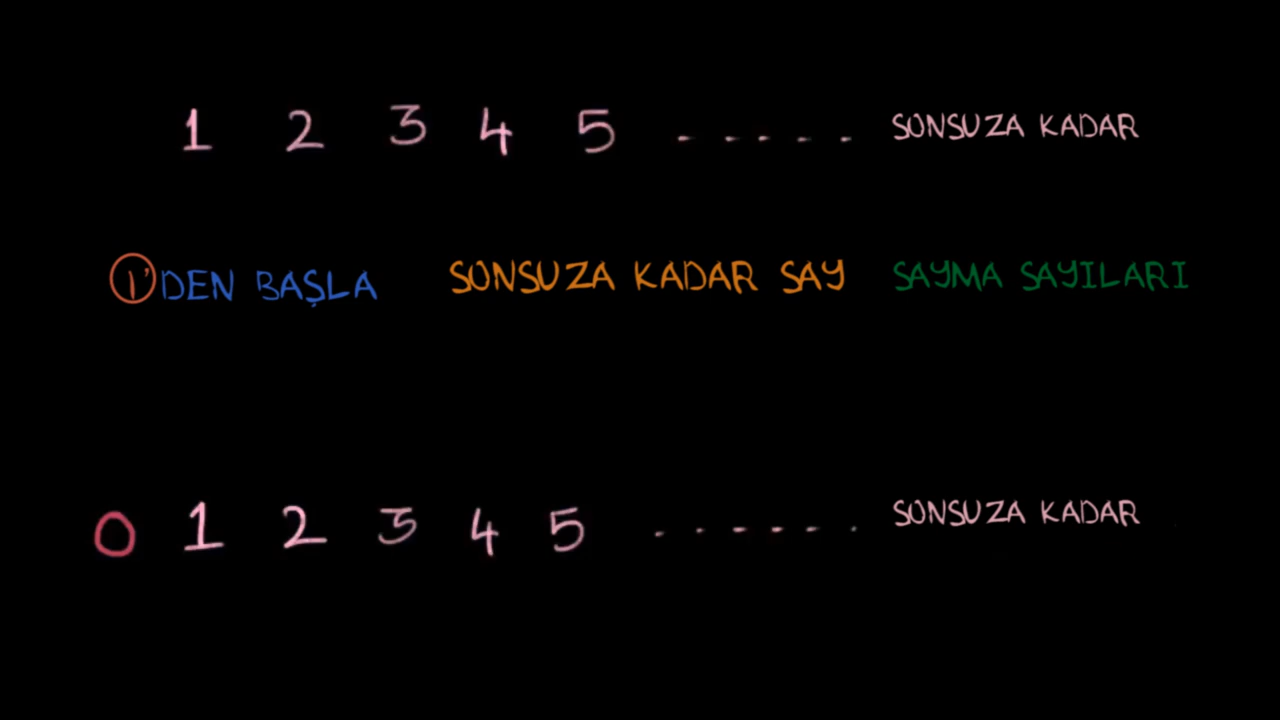 1 2 3 4 5 ..... SONSUZA KADAR
1'DEN BAŞLA SONSUZA KADAR SAY SAYMA SAYILARI
0 1 2 3 4 5 ...... SONSUZA KADAR